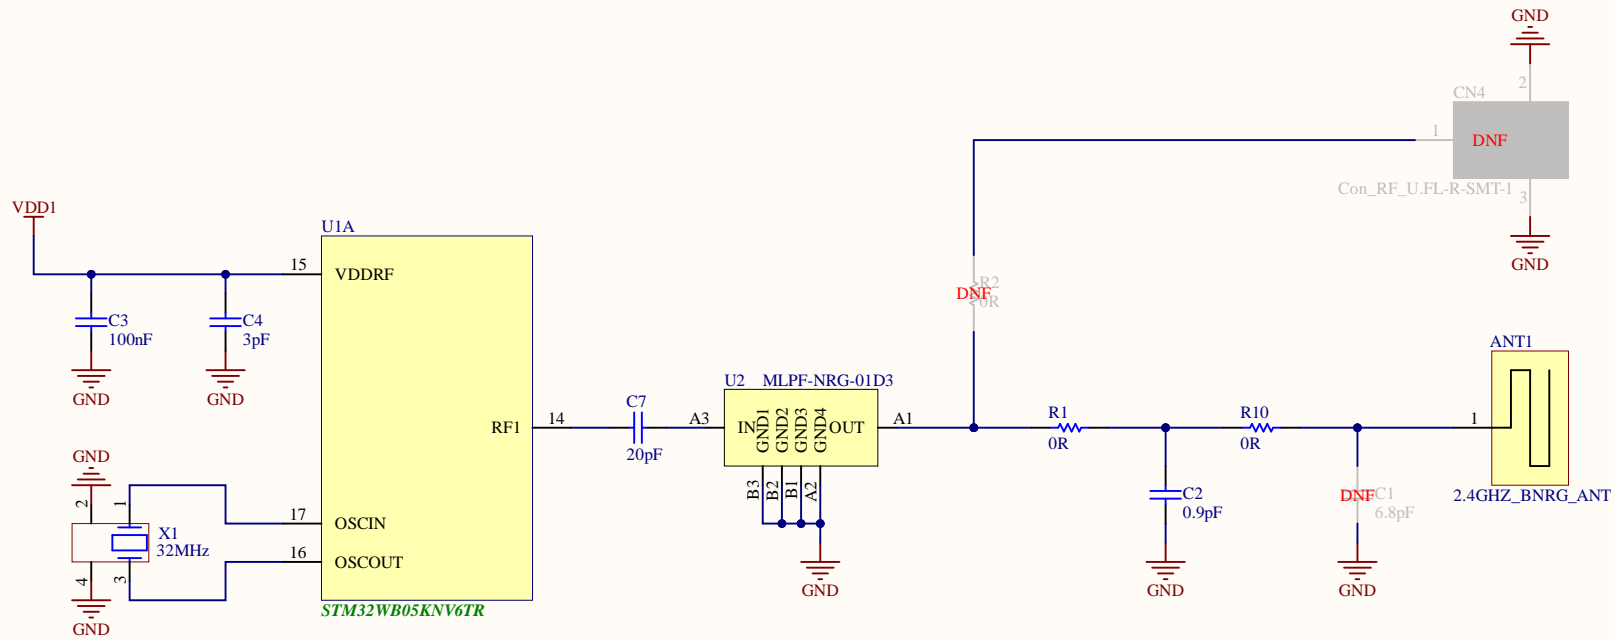 GND
2
CN4
1
DNF
Con_RF_U.FL-R-SMT-1
3
GND
VDD1
U1A
15
VDDRF
C3
100nF
GND
C4
3pF
GND
R2
DNF
0R
ANT1
U2 MLPF-NRG-01D3
C7
20pF
RF1
14
A3
IN
GND1
GND2
GND3
GND4
OUT
A1
B3
B2
B1
A2
GND
R1
0R
R10
0R
1
2.4GHZ_BNRG_ANT
C2
0.9pF
GND
DNF
C1
6.8pF
GND
GND
2
1
X1
32MHz
4
3
GND
17
OSCIN
16
OSCOUT
STM32WB05KNV6TR